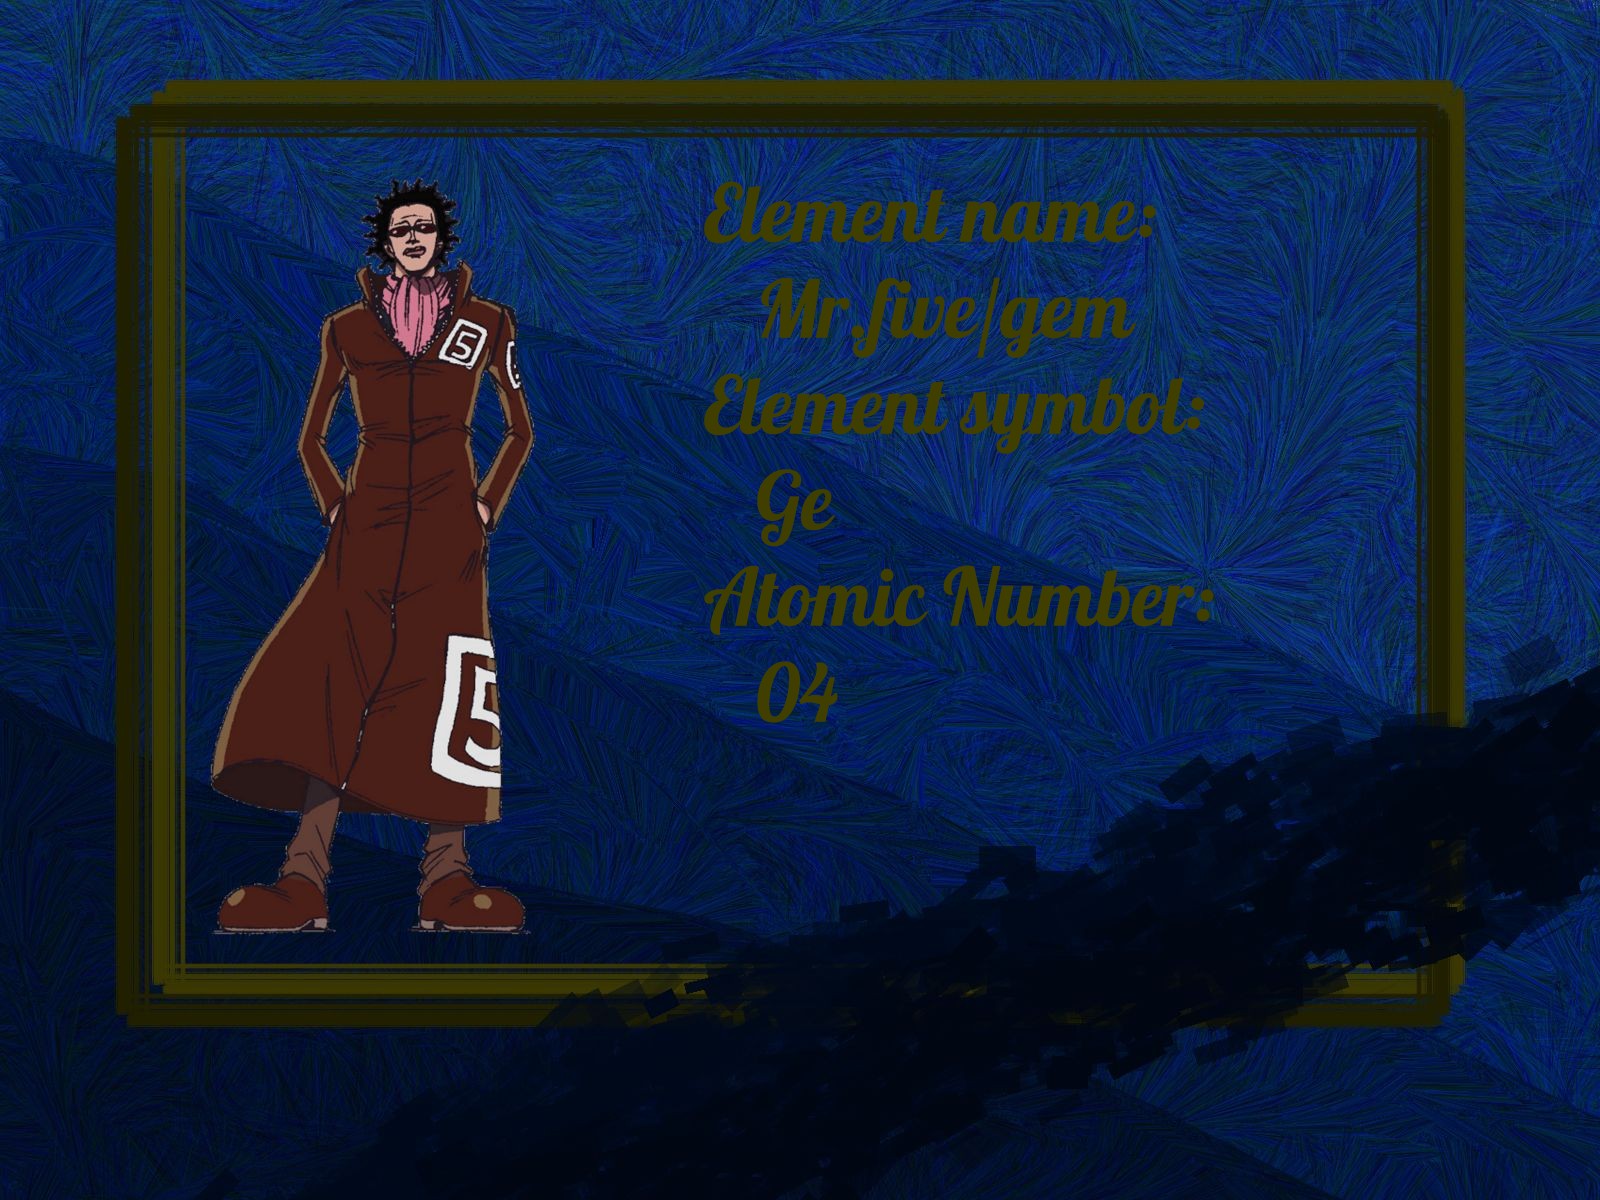 Element name:
Mr.five/gem
Element symbol:
Ge
Atomic Number:
04
5
5